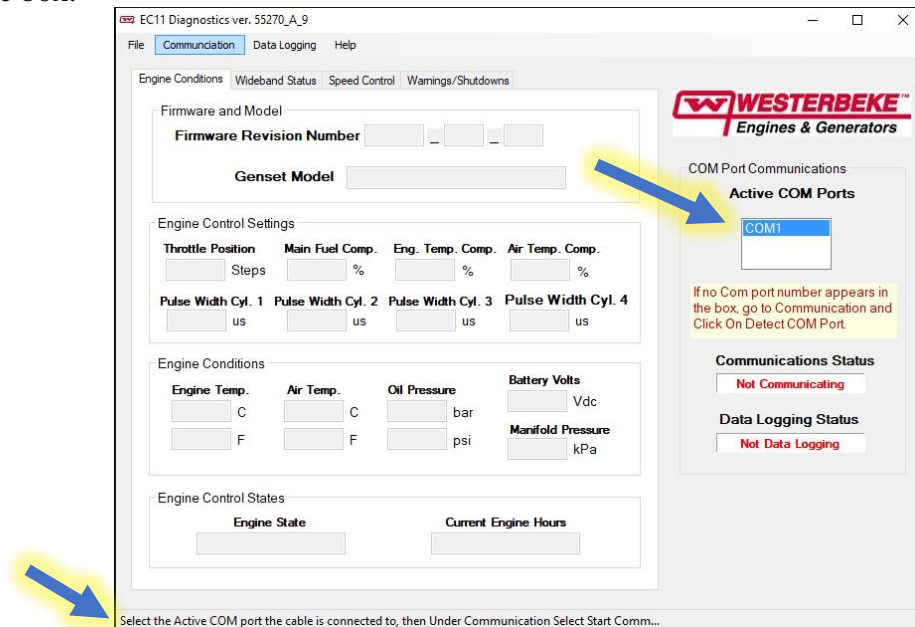 EC11 Diagnostics ver. 55270_A_9
File Communciation Data Logging Help
Engine Conditions Wideband Status Speed Control Warnings/Shutdowns
Firmware and Model
Firmware Revision Number _ _
Genset Model
Engine Control Settings
Throttle Position Main Fuel Comp. Eng. Temp. Comp. Air Temp. Comp.
Steps % % %
Pulse Width Cyl. 1 Pulse Width Cyl. 2 Pulse Width Cyl. 3 Pulse Width Cyl. 4
us us us us
Engine Conditions
Engine Temp. Air Temp. Oil Pressure Battery Volts
C C bar Vdc
Manifold Pressure
F F psi kPa
Engine Control States
Engine State Current Engine Hours
WESTERBEKE™
Engines & Generators
COM Port Communications
Active COM Ports
COM1
If no Com port number appears in
the box, go to Communication and
Click On Detect COM Port.
Communications Status
Not Communicating
Data Logging Status
Not Data Logging
Select the Active COM port the cable is connected to, then Under Communication Select Start Comm...